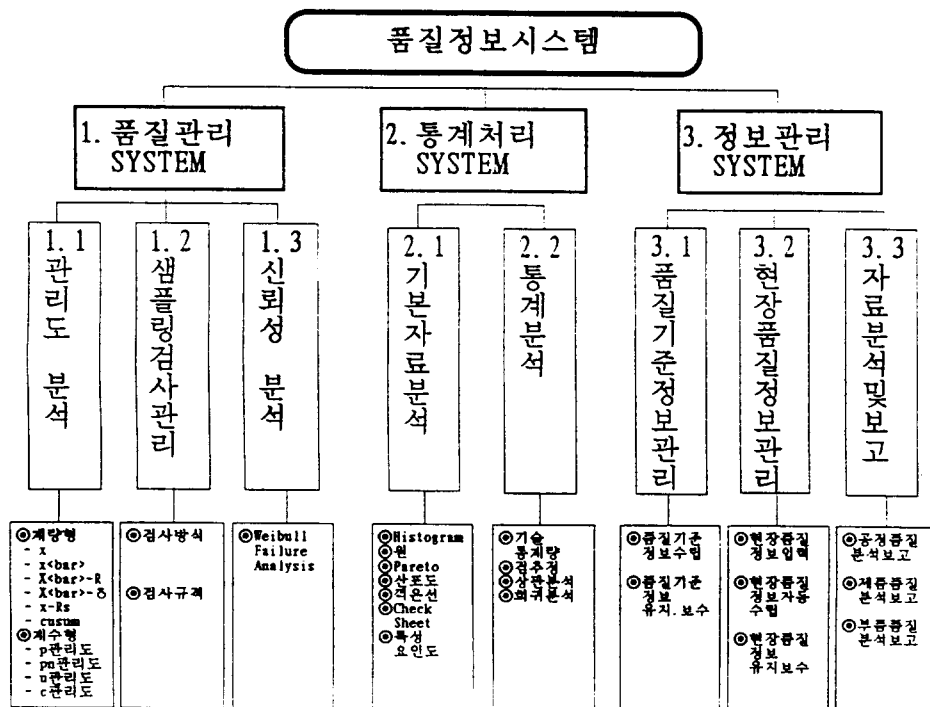 품질정보시스템
1. 품질관리
SYSTEM
2. 통계처리
SYSTEM
3. 정보관리
SYSTEM
1.1
관리도 분석
1.2
샘플링검사관리
1.3
신뢰성 분석
2.1
기본자료분석
2.2
통계분석
3.1
품질기준정보관리
3.2
현장품질정보관리
3.3
자료분석및보고
◎계량형
- x
- x<bar>
- X<bar>-R
- X<bar>-δ
- x-Rs
- cusum
◎계수형
- p관리도
- pn관리도
- u관리도
- c관리도
◎검사방식
◎검사규격
◎Weibull
Failure
Analysis
◎Histogram
◎원
◎Pareto
◎산포도
◎꺽은선
◎Check
Sheet
◎특성
요인도
◎기술
통계량
◎검추정
◎상관분석
◎회귀분석
◎품질기준
정보수립
◎품질기준
정보
유지.보수
◎현장품질
정보입력
◎현장품질
정보자동
수립
◎현장품질
정보
유지보수
◎공정품질
분석보고
◎제품품질
분석보고
◎부품품질
분석보고